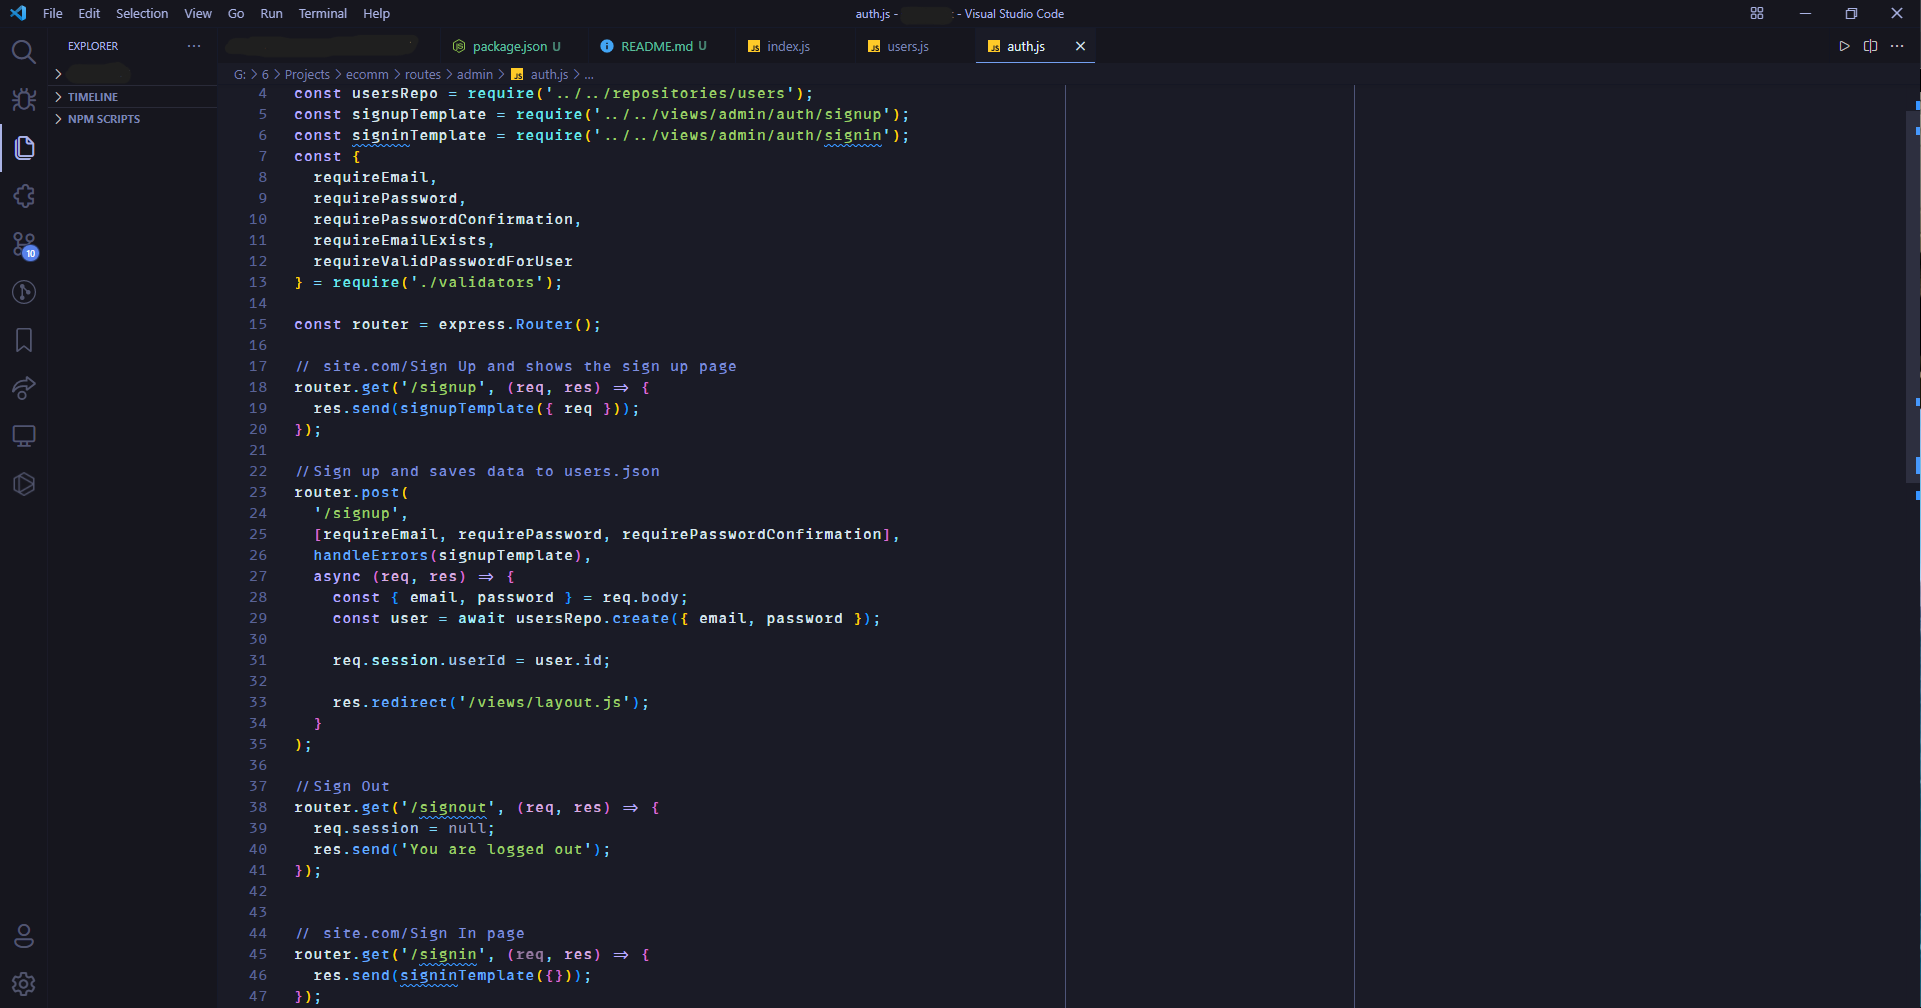 File Edit Selection View Go Run Terminal Help
auth.js - - Visual Studio Code
EXPLORER
TIMELINE
NPM SCRIPTS
10
package.json U
README.md U
JS index.js
JS users.js
JS auth.js
G: > 6 > Projects > ecomm > routes > admin > JS auth.js > ...
4 const usersRepo = require('../../repositories/users');
5 const signupTemplate = require('../../views/admin/auth/signup');
6 const signinTemplate = require('../../views/admin/auth/signin');
7 const {
8 requireEmail,
9 requirePassword,
10 requirePasswordConfirmation,
11 requireEmailExists,
12 requireValidPasswordForUser
13 } = require('./validators');
14
15 const router = express.Router();
16
17 // site.com/Sign Up and shows the sign up page
18 router.get('/signup', (req, res) => {
19 res.send(signupTemplate({ req }));
20 });
21
22 //Sign up and saves data to users.json
23 router.post(
24 '/signup',
25 [requireEmail, requirePassword, requirePasswordConfirmation],
26 handleErrors(signupTemplate),
27 async (req, res) => {
28 const { email, password } = req.body;
29 const user = await usersRepo.create({ email, password });
30
31 req.session.userId = user.id;
32
33 res.redirect('/views/layout.js');
34 }
35 );
36
37 //Sign Out
38 router.get('/signout', (req, res) => {
39 req.session = null;
40 res.send('You are logged out');
41 });
42
43
44 // site.com/Sign In page
45 router.get('/signin', (req, res) => {
46 res.send(signinTemplate({}));
47 });